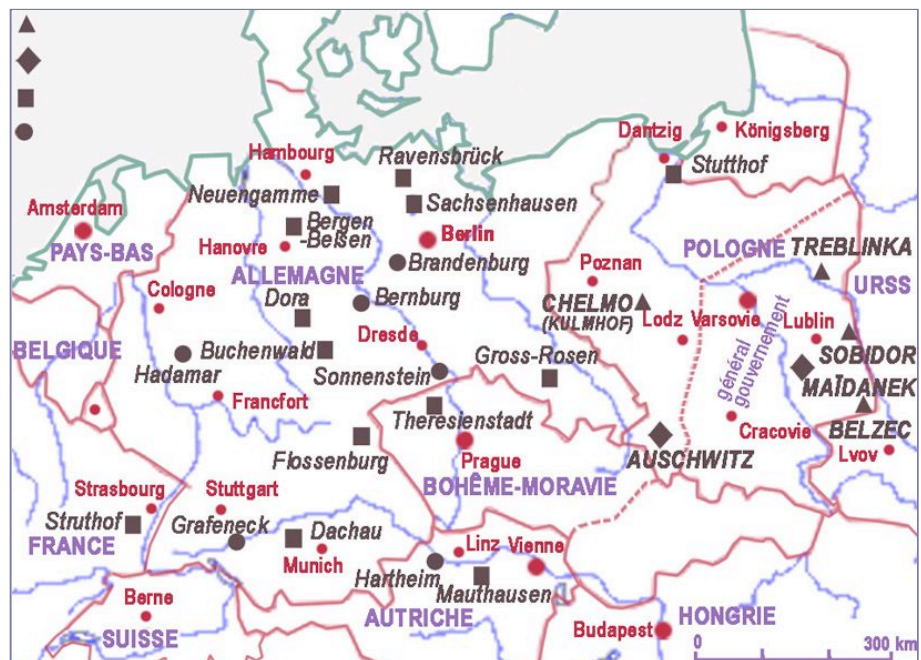 Dantzig
Königsberg
Hambourg
Ravensbrück
Stutthof
Neuengamme
Sachsenhausen
Amsterdam
Bergen
-Belßen
Hanovre
Berlin
PAYS-BAS
POLOGNE
TREBLINKA
ALLEMAGNE
Brandenburg
Poznan
URSS
Cologne
Dora
Bernburg
CHELMO
(KULMHOF)
Lodz
Varsovie
Lublin
Dresde
BELGIQUE
Buchenwald
Gross-Rosen
général
gouvernement
SOBIDOR
Hadamar
Sonnenstein
MAÏDANEK
Francfort
Theresienstadt
Cracovie
BELZEC
Flossenburg
Prague
AUSCHWITZ
Lvov
BOHÊME-MORAVIE
Strasbourg
Stuttgart
Struthof
Grafeneck
Dachau
FRANCE
Munich
Linz
Vienne
Hartheim
Mauthausen
Berne
AUTRICHE
HONGRIE
SUISSE
Budapest
0
300 km